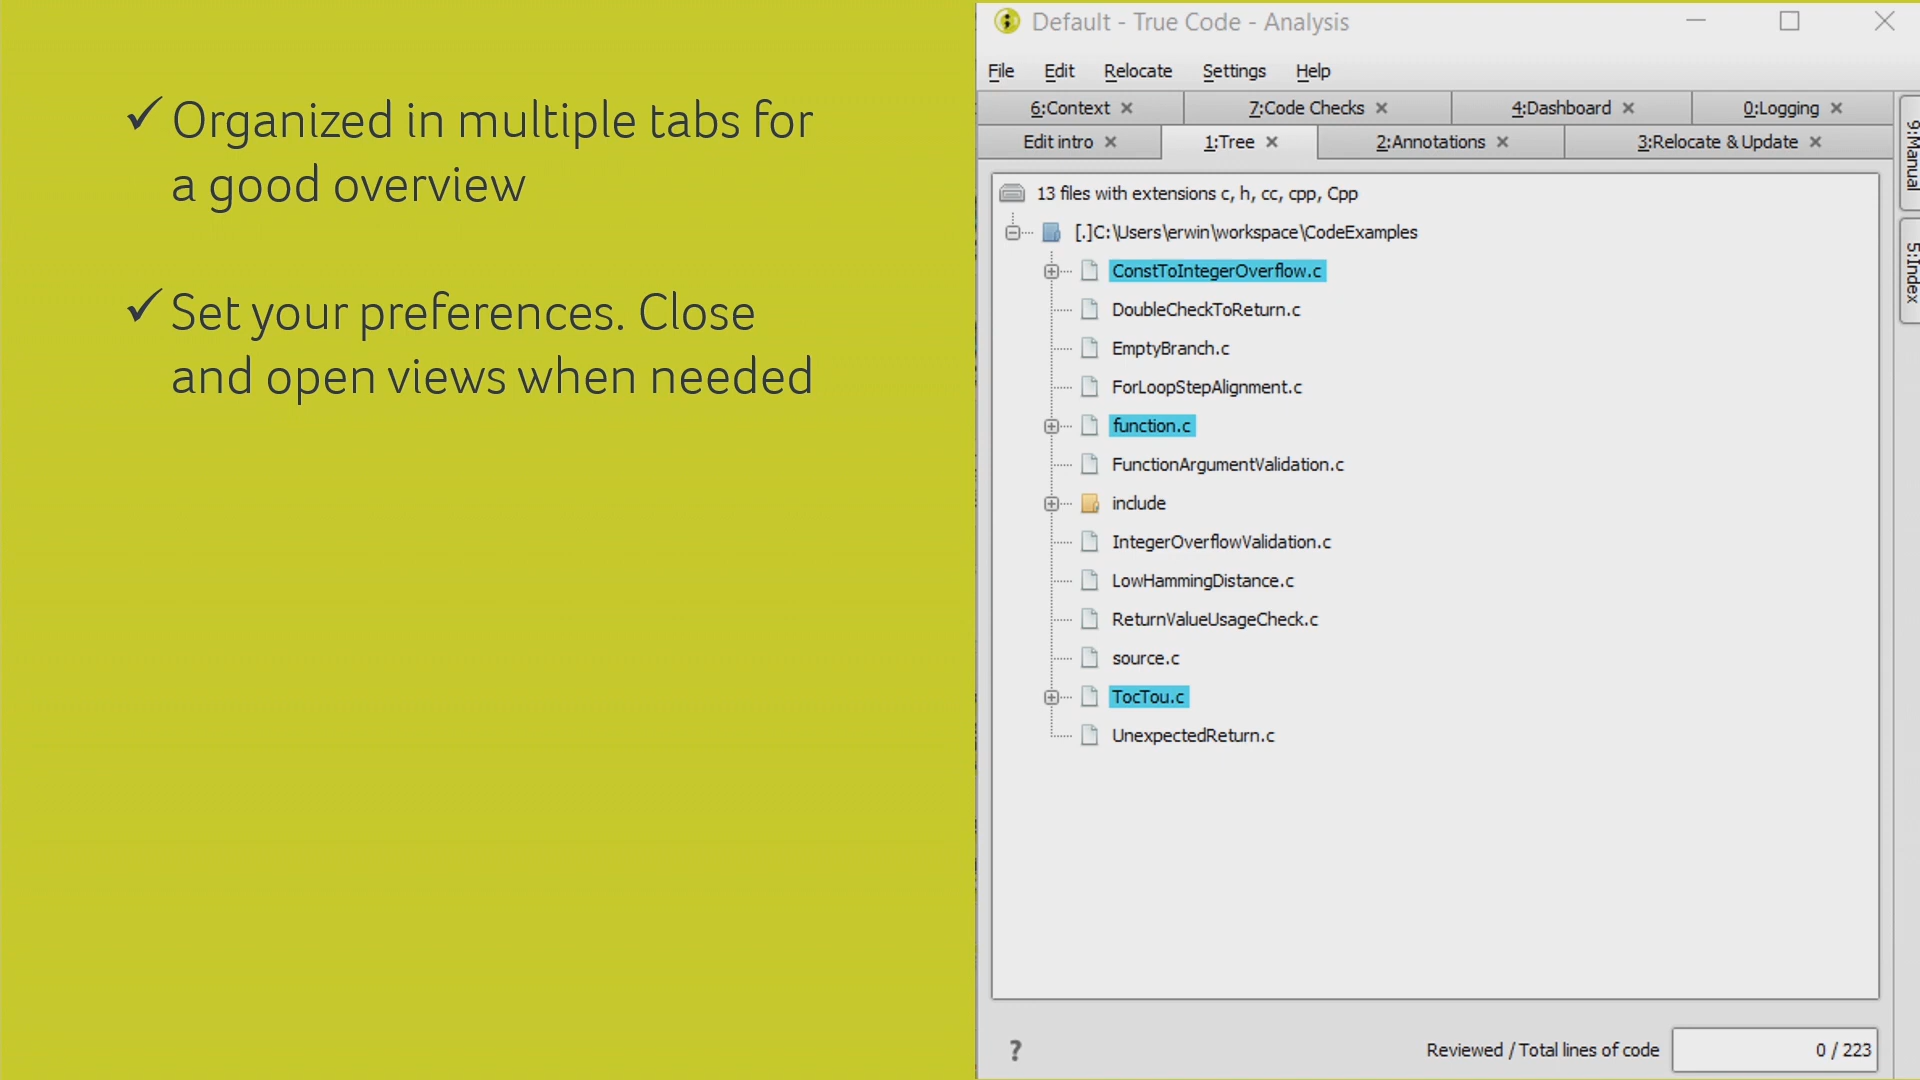 ✓ Organized in multiple tabs for
a good overview
✓ Set your preferences. Close
and open views when needed
Default - True Code - Analysis
File Edit Relocate Settings Help
6:Context 7:Code Checks 4:Dashboard 0:Logging
Edit intro 1:Tree 2:Annotations 3:Relocate & Update
9:Manual
5:Index
13 files with extensions c, h, cc, cpp, Cpp
[.]C:\Users\erwin\workspace\CodeExamples
ConstToIntegerOverflow.c
DoubleCheckToReturn.c
EmptyBranch.c
ForLoopStepAlignment.c
function.c
FunctionArgumentValidation.c
include
IntegerOverflowValidation.c
LowHammingDistance.c
ReturnValueUsageCheck.c
source.c
TocTou.c
UnexpectedReturn.c
? Reviewed / Total lines of code 0 / 223